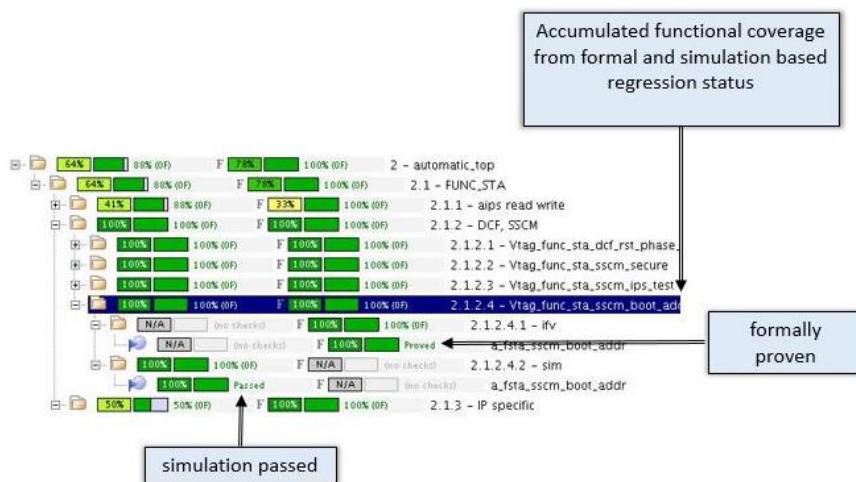 Accumulated functional coverage
from formal and simulation based
regression status
64% 88% (0F) F 78% 100% (0F) 2 - automatic_top
64% 88% (0F) F 78% 100% (0F) 2.1 - FUNC_STA
41% 88% (0F) F 33% 100% (0F) 2.1.1 - aips read write
100% 100% (0F) F 100% 100% (0F) 2.1.2 - DCF, SSCM
100% 100% (0F) F 100% 100% (0F) 2.1.2.1 - Vtag_func_sta_dcf_rst_phase_
100% 100% (0F) F 100% 100% (0F) 2.1.2.2 - Vtag_func_sta_sscm_secure
100% 100% (0F) F 100% 100% (0F) 2.1.2.3 - Vtag_func_sta_sscm_ips_test
100% 100% (0F) F 100% 100% (0F) 2.1.2.4 - Vtag_func_sta_sscm_boot_add
N/A (no checks) F 100% 100% (0F) 2.1.2.4.1 - ifv
N/A (no checks) F 100% Proved a_fsta_sscm_boot_addr
100% 100% (0F) F N/A (no checks) 2.1.2.4.2 - sim
100% Passed F N/A (no checks) a_fsta_sscm_boot_addr
50% 50% (0F) F 100% 100% (0F) 2.1.3 - IP specific
formally
proven
simulation passed